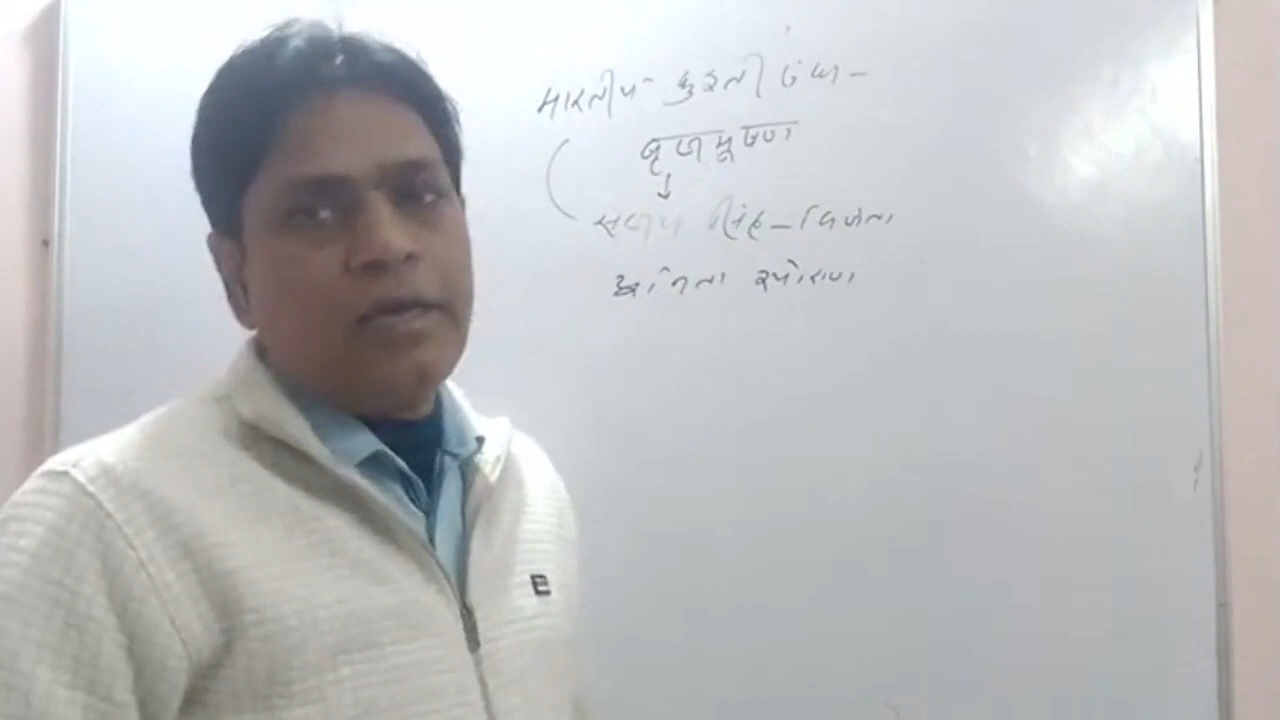 भारतीय कुश्ती संघ -
बृजभूषण
संजय सिंह - विजेता
अनिता श्योराण